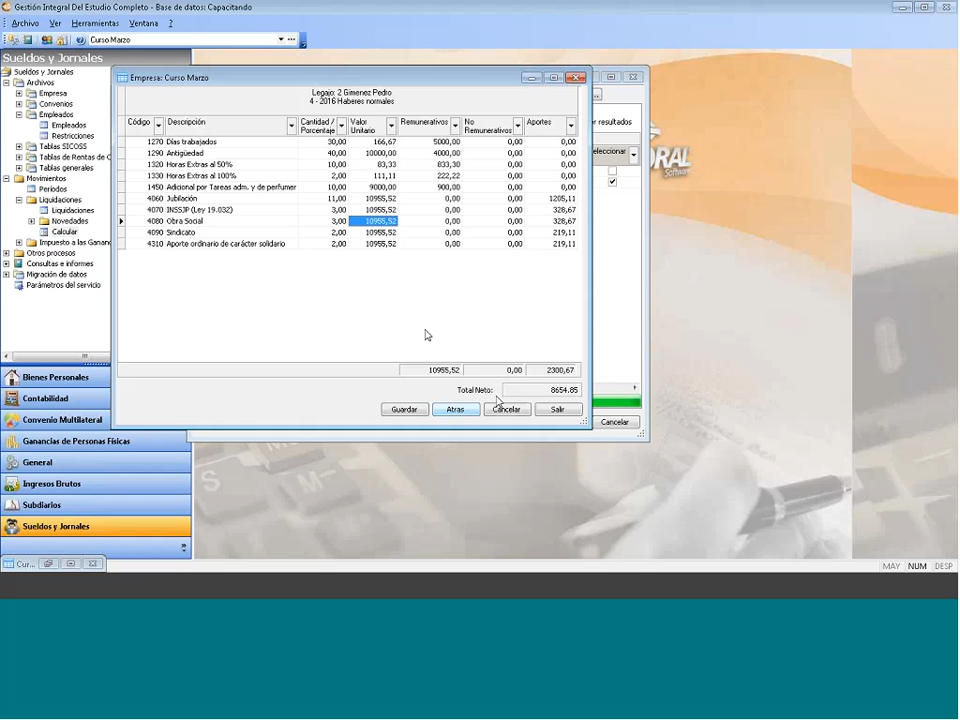 Gestión Integral Del Estudio Completo - Base de datos: Capacitando
Archivo Ver Herramientas Ventana ?
Curso Marzo
Sueldos y Jornales
Sueldos y Jornales
Archivos
Empresa
Convenios
Empleados
Empleados
Restricciones
Tablas SICOSS
Tablas de Rentas de C
Tablas generales
Movimientos
Períodos
Liquidaciones
Liquidaciones
Novedades
Calcular
Impuesto a las Gananc
Otros procesos
Consultas e informes
Migración de datos
Parámetros del servicio
Bienes Personales
Contabilidad
Convenio Multilateral
Ganancias de Personas Físicas
General
Ingresos Brutos
Subdiarios
Sueldos y Jornales
Cur...
Empresa: Curso Marzo
Legajo: 2 Gimenez Pedro
4 - 2016 Haberes normales
Código Descripción Cantidad / Porcentaje Valor Unitario Remunerativos No Remunerativos Aportes
1270 Días trabajados 30,00 166,67 5000,00 0,00 0,00
1290 Antigüedad 40,00 10000,00 4000,00 0,00 0,00
1320 Horas Extras al 50% 10,00 83,33 833,30 0,00 0,00
1330 Horas Extras al 100% 2,00 111,11 222,22 0,00 0,00
1450 Adicional por Tareas adm. y de perfumer 10,00 9000,00 900,00 0,00 0,00
4060 Jubilación 11,00 10955,52 0,00 0,00 1205,11
4070 INSSJP (Ley 19.032) 3,00 10955,52 0,00 0,00 328,67
4080 Obra Social 3,00 10955,52 0,00 0,00 328,67
4090 Sindicato 2,00 10955,52 0,00 0,00 219,11
4310 Aporte ordinario de carácter solidario 2,00 10955,52 0,00 0,00 219,11
10955,52 0,00 2300,67
Total Neto: 8654.85
Guardar Atras Cancelar Salir
er resultados
eleccionar
Cancelar
RAL
Software
MAY NUM DESP